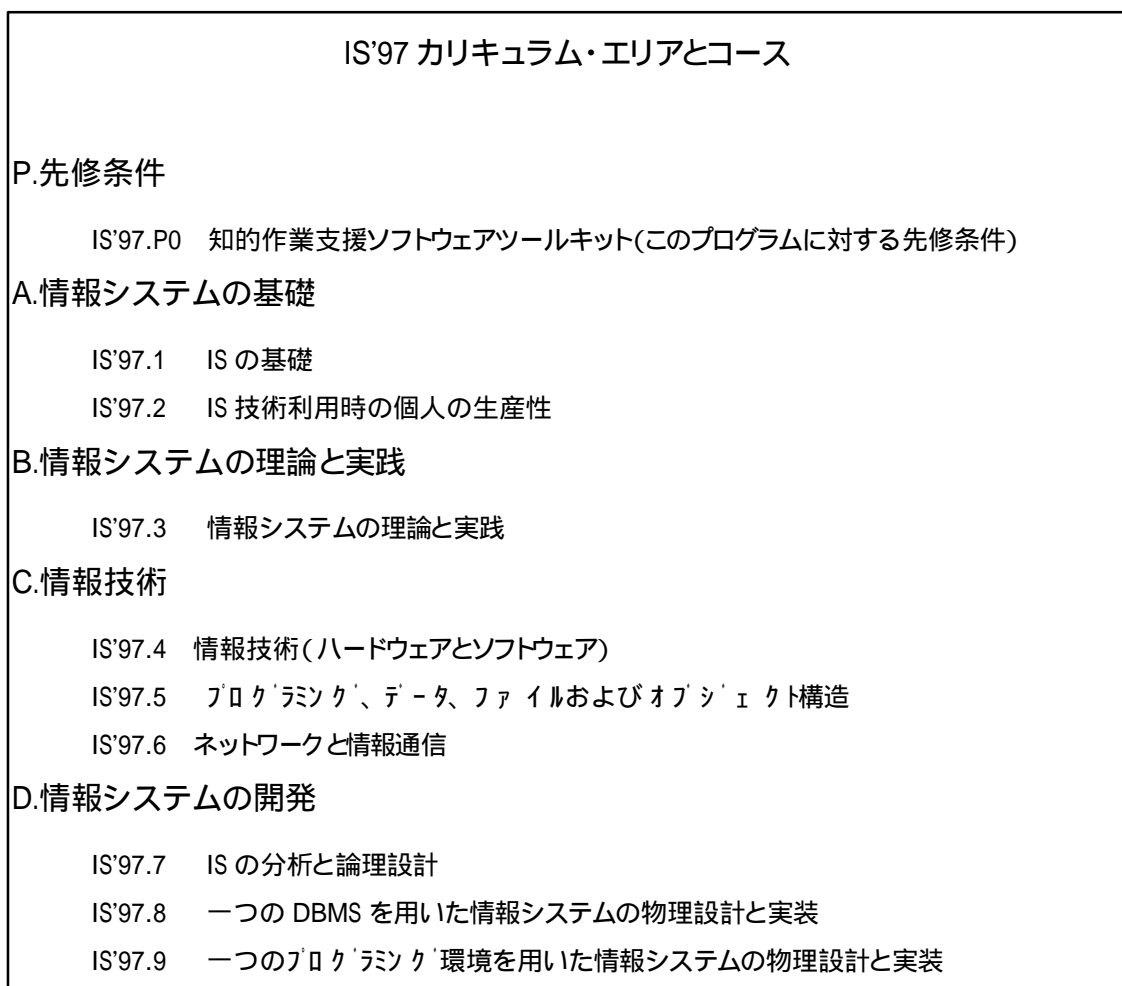 IS'97 カリキュラム・エリアとコース
P.先修条件
IS'97.P0 知的作業支援ソフトウェアツールキット(このプログラムに対する先修条件)
A.情報システムの基礎
IS'97.1 IS の基礎
IS'97.2 IS 技術利用時の個人の生産性
B.情報システムの理論と実践
IS'97.3 情報システムの理論と実践
C.情報技術
IS'97.4 情報技術(ハードウェアとソフトウェア)
IS'97.5 プログラミング、データ、ファイルおよびオブジェクト構造
IS'97.6 ネットワークと情報通信
D.情報システムの開発
IS'97.7 IS の分析と論理設計
IS'97.8 一つの DBMS を用いた情報システムの物理設計と実装
IS'97.9 一つのプログラミング環境を用いた情報システムの物理設計と実装